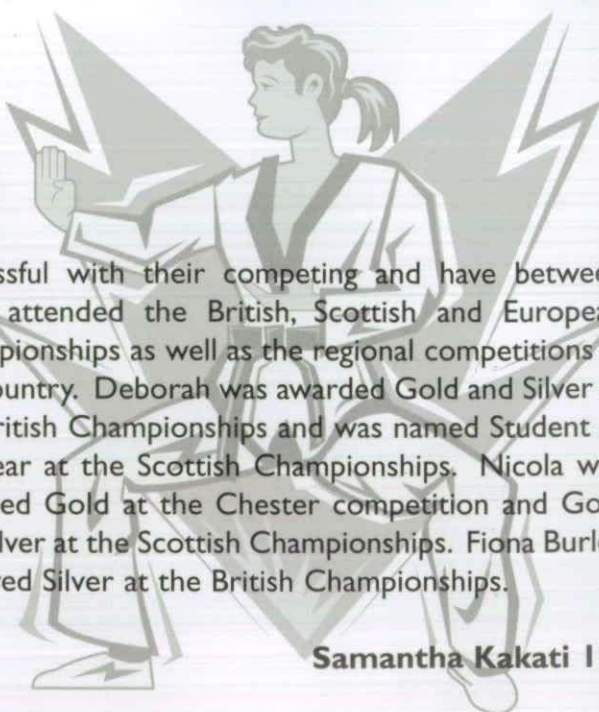 ssful with their competing and have betwee
attended the British, Scottish and Europea
pionships as well as the regional competitions
ountry. Deborah was awarded Gold and Silver
ritish Championships and was named Student
ear at the Scottish Championships. Nicola w
ed Gold at the Chester competition and Go
lver at the Scottish Championships. Fiona Burl
red Silver at the British Championships.
Samantha Kakati 1